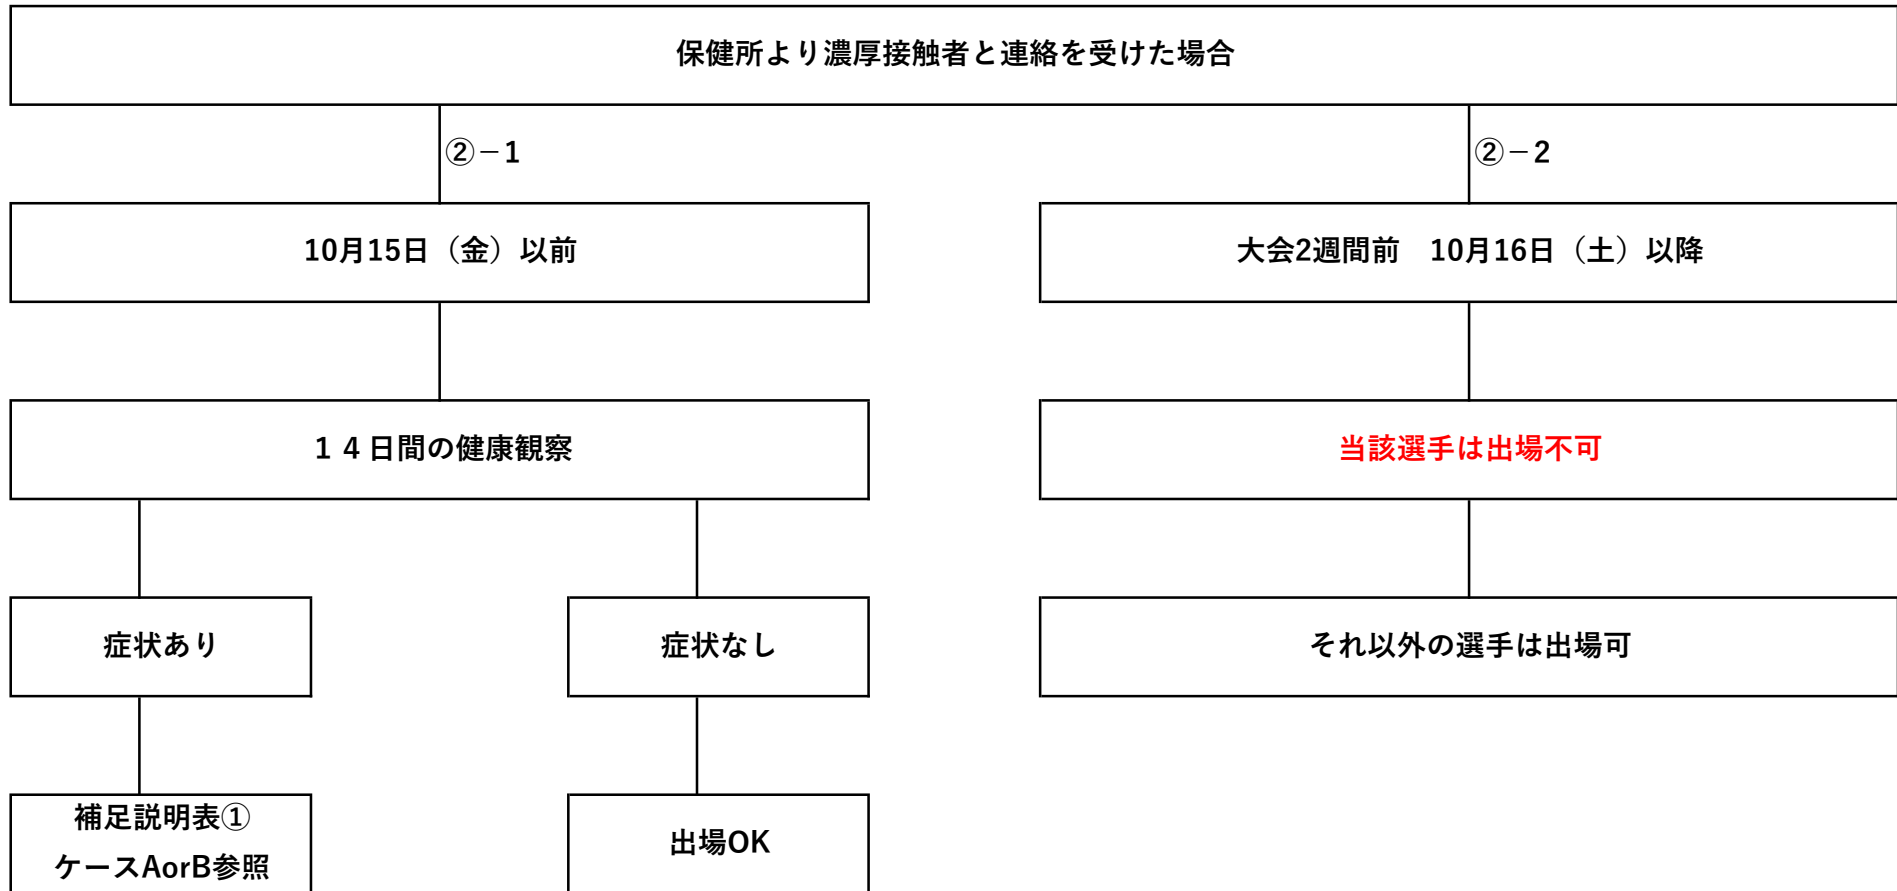 保健所より濃厚接触者と連絡を受けた場合
②－1
②－2
10月15日（金）以前
大会2週間前　10月16日（土）以降
１４日間の健康観察
当該選手は出場不可
症状あり
症状なし
それ以外の選手は出場可
補足説明表①
ケースAorB参照
出場OK